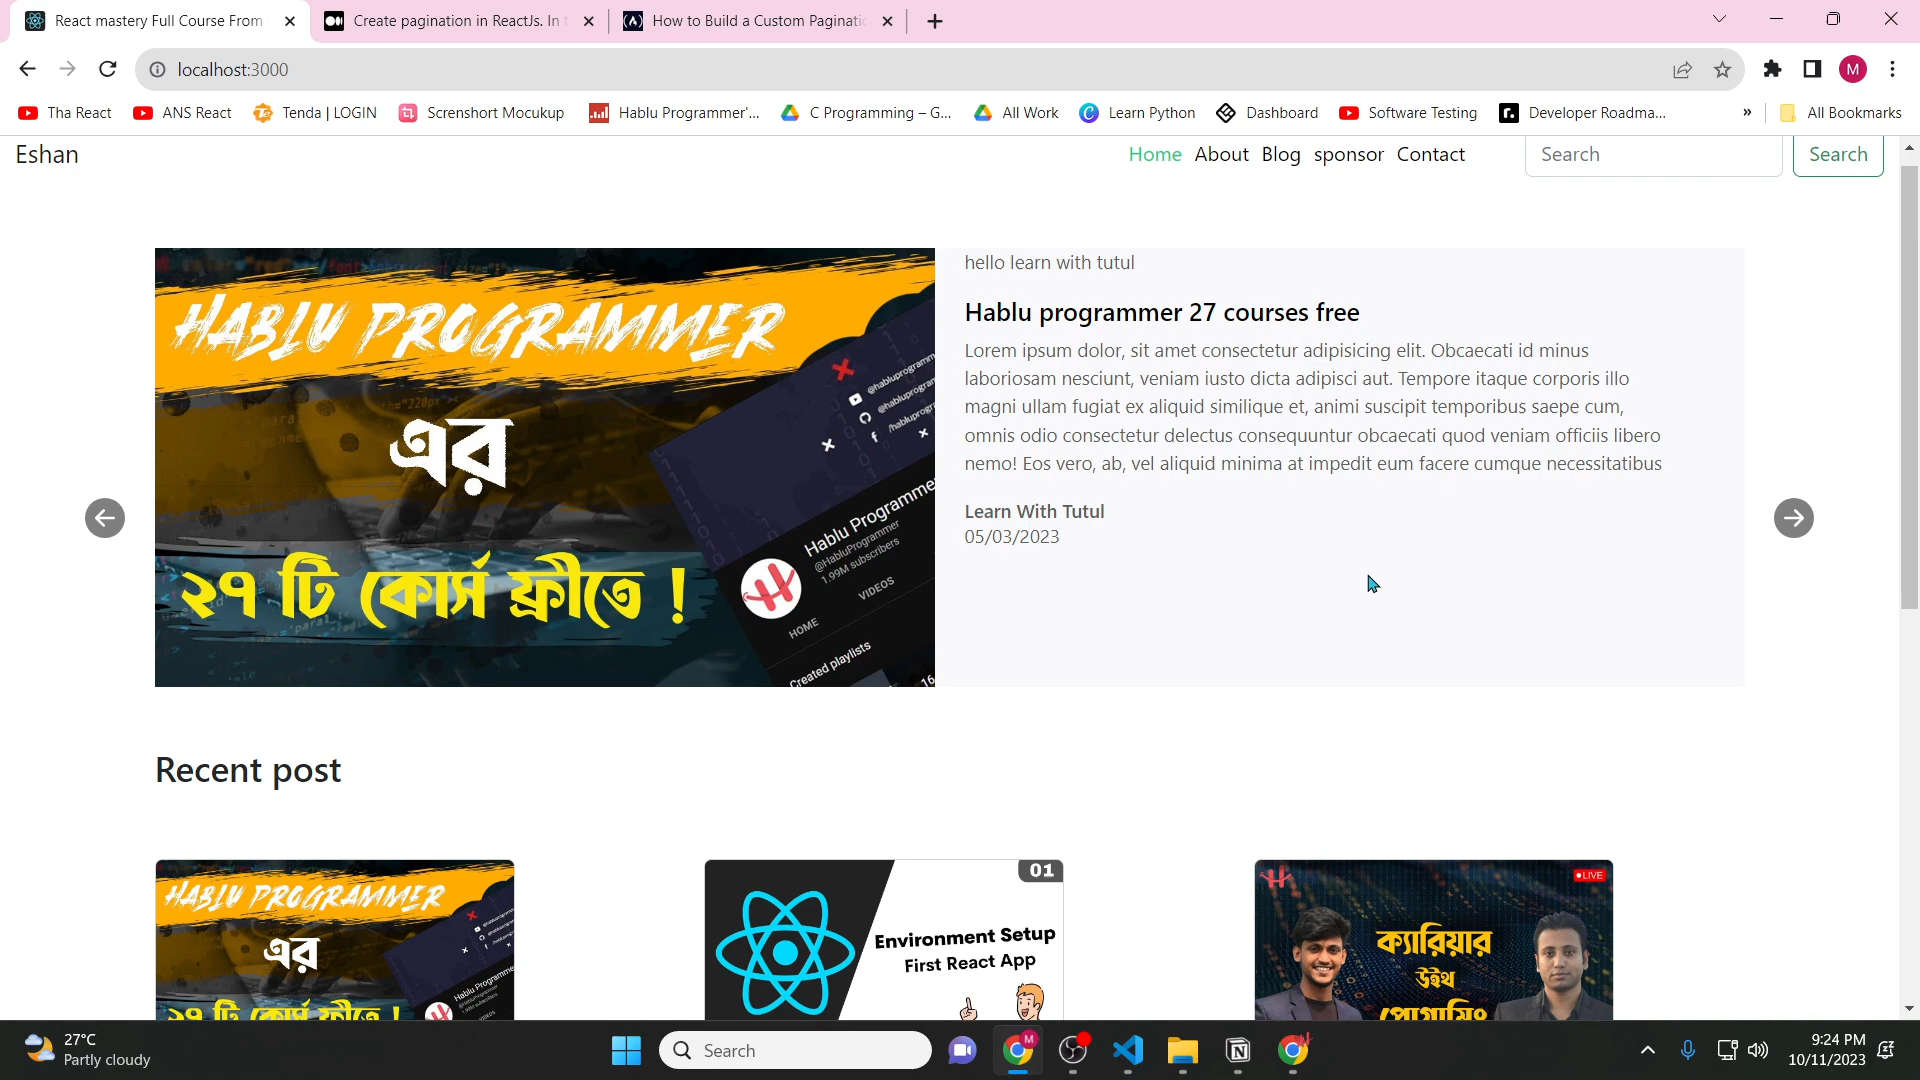 React mastery Full Course From
Create pagination in ReactJs. In
How to Build a Custom Paginatio
localhost:3000
M
Tha React
ANS React
Tenda | LOGIN
Screnshort Mocukup
Hablu Programmer'...
C Programming – G...
All Work
Learn Python
Dashboard
Software Testing
Developer Roadma...
»
All Bookmarks
Eshan
Home About Blog sponsor Contact
Search
Search
HABLU PROGRAMMER
এর
২৭ টি কোর্স ফ্রীতে !
Hablu Programmer
@HabluProgrammer
1.99M subscribers
HOME
VIDEOS
Created playlists
16
hello learn with tutul
Hablu programmer 27 courses free
Lorem ipsum dolor, sit amet consectetur adipisicing elit. Obcaecati id minus
laboriosam nesciunt, veniam iusto dicta adipisci aut. Tempore itaque corporis illo
magni ullam fugiat ex aliquid similique et, animi suscipit temporibus saepe cum,
omnis odio consectetur delectus consequuntur obcaecati quod veniam officiis libero
nemo! Eos vero, ab, vel aliquid minima at impedit eum facere cumque necessitatibus
Learn With Tutul
05/03/2023
Recent post
HABLU PROGRAMMER
এর
২৭ টি কোর্স ফ্রীতে !
01
Environment Setup
First React App
LIVE
ক্যারিয়ার
উইথ
প্রোগ্রামিং
27°C
Partly cloudy
Search
M
9:24 PM
10/11/2023